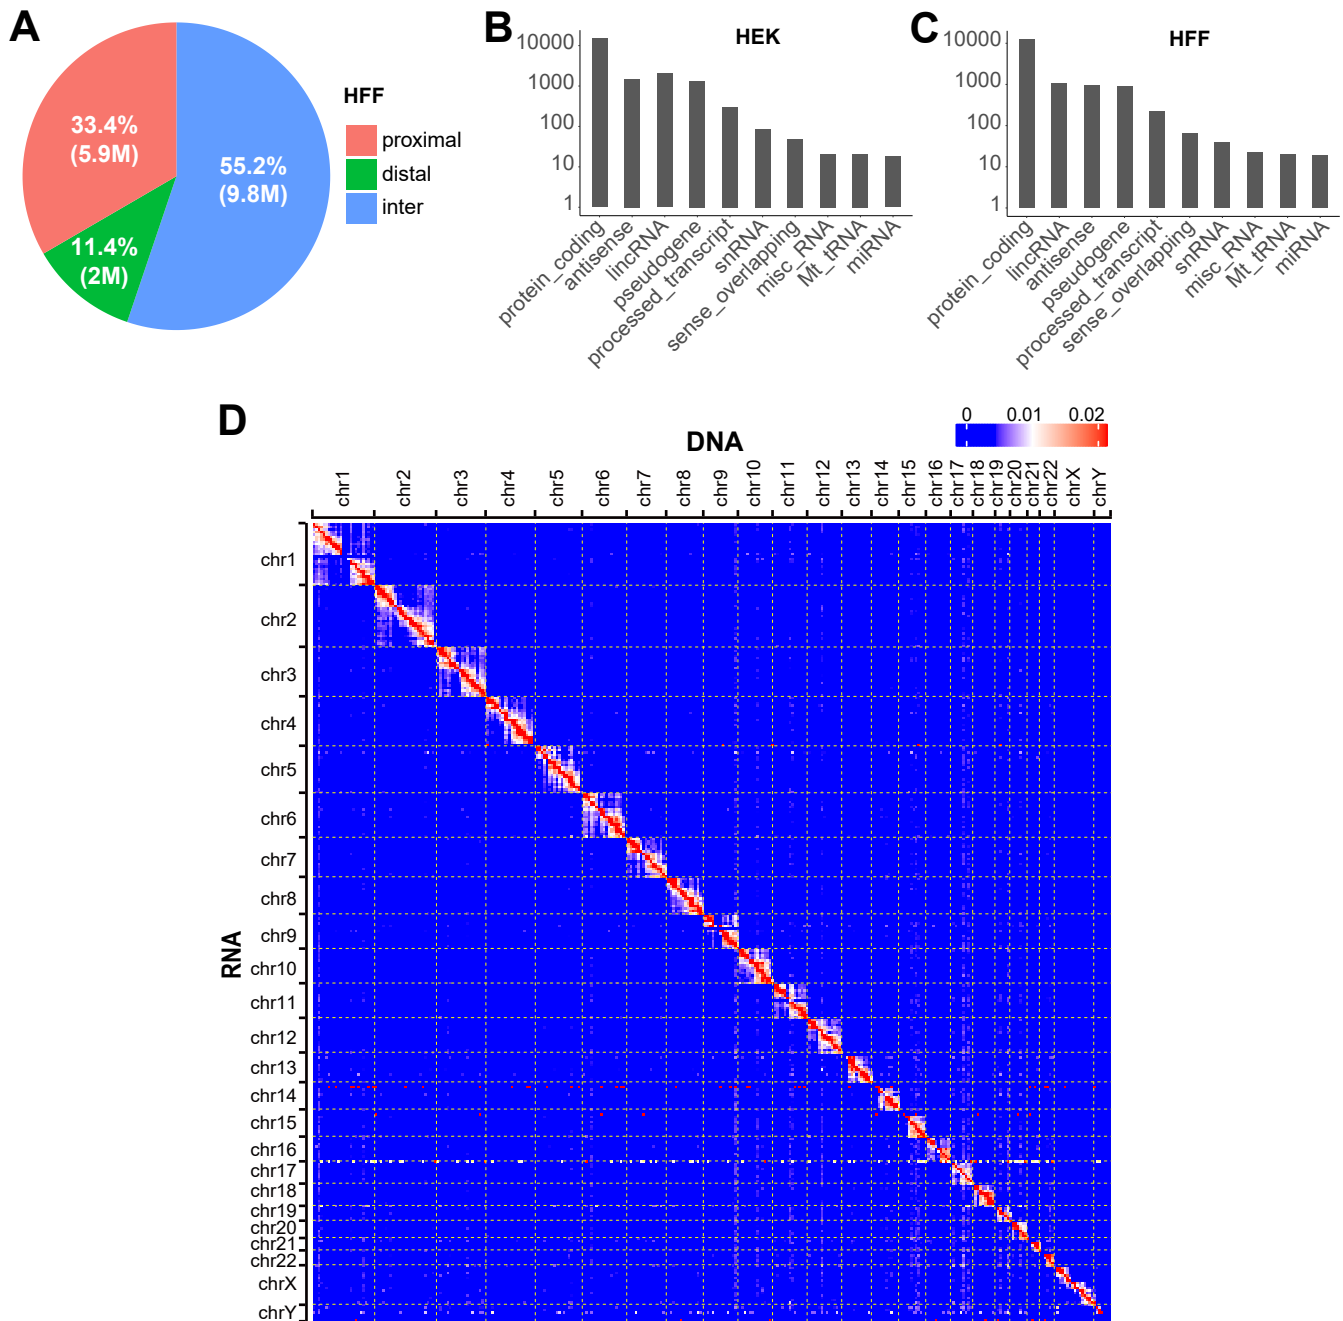 A
33.4%
(5.9M)
55.2%
(9.8M)
11.4%
(2M)
HFF
proximal
distal
inter
B
HEK
10000
1000
100
10
1
protein_coding
antisense
lincRNA
pseudogene
processed_transcript
snRNA
sense_overlapping
misc_RNA
Mt_tRNA
miRNA
C
HFF
10000
1000
100
10
1
protein_coding
lincRNA
antisense
pseudogene
processed_transcript
sense_overlapping
snRNA
misc_RNA
Mt_tRNA
miRNA
D
0 0.01 0.02
DNA
chr1 chr2 chr3 chr4 chr5 chr6 chr7 chr8 chr9 chr10 chr11 chr12 chr13 chr14 chr15 chr16 chr17 chr18 chr19 chr20 chr21 chr22 chrX chrY
RNA
chr1
chr2
chr3
chr4
chr5
chr6
chr7
chr8
chr9
chr10
chr11
chr12
chr13
chr14
chr15
chr16
chr17
chr18
chr19
chr20
chr21
chr22
chrX
chrY